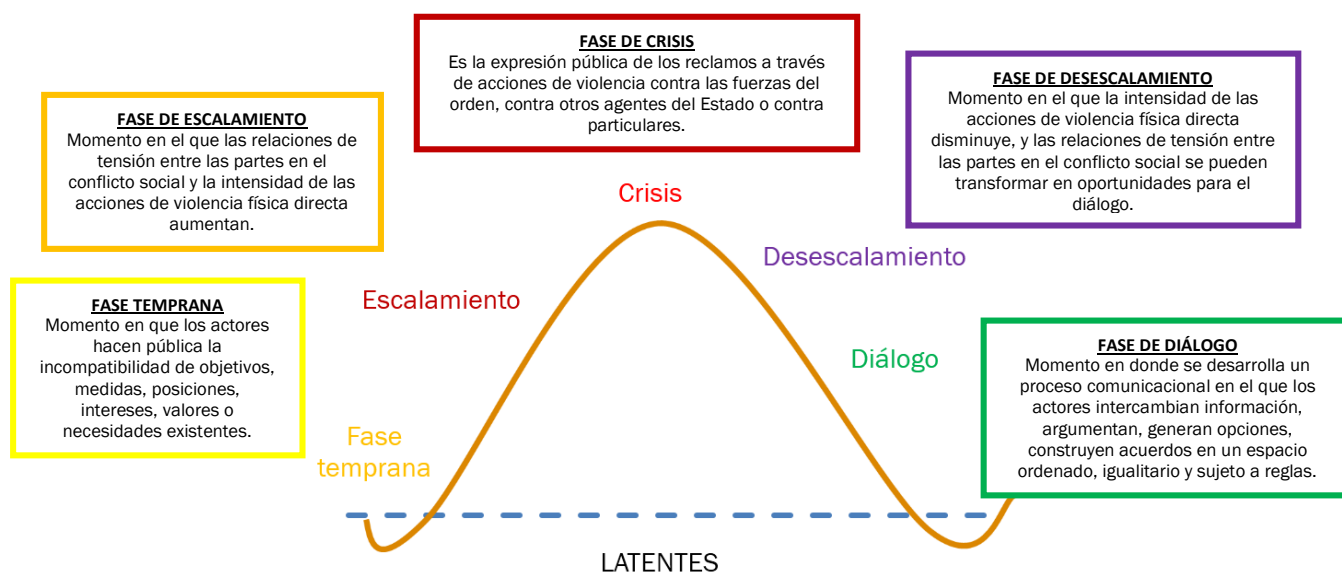 FASE DE CRISIS
Es la expresión pública de los reclamos a través
de acciones de violencia contra las fuerzas del
orden, contra otros agentes del Estado o contra
particulares.
FASE DE DESESCALAMIENTO
Momento en el que la intensidad de las
acciones de violencia física directa
disminuye, y las relaciones de tensión entre
las partes en el conflicto social se pueden
transformar en oportunidades para el
diálogo.
FASE DE ESCALAMIENTO
Momento en el que las relaciones de
tensión entre las partes en el
conflicto social y la intensidad de las
acciones de violencia física directa
aumentan.
Crisis
Desescalamiento
Escalamiento
FASE TEMPRANA
Momento en que los actores
hacen pública la
incompatibilidad de objetivos,
medidas, posiciones,
intereses, valores o
necesidades existentes.
Diálogo
FASE DE DIÁLOGO
Momento en donde se desarrolla un
proceso comunicacional en el que los
actores intercambian información,
argumentan, generan opciones,
construyen acuerdos en un espacio
ordenado, igualitario y sujeto a reglas.
Fase
temprana
LATENTES